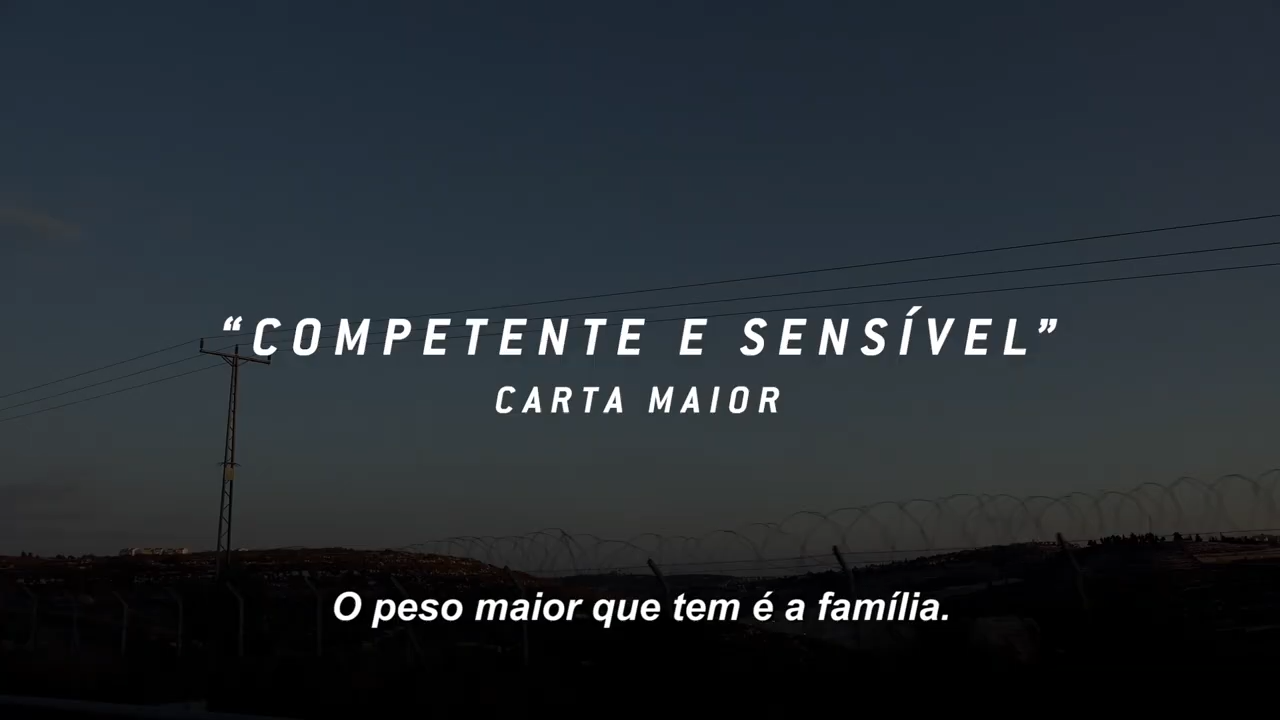 “COMPETENTE E SENSÍVEL”
CARTA MAIOR
O peso maior que tem é a família.